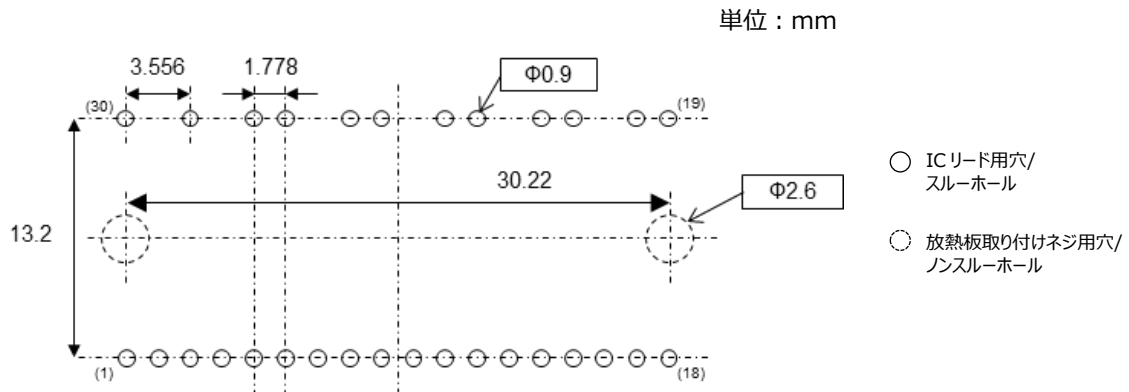 単位：mm
3.556
1.778
Φ0.9
(30)
(19)
ICリード用穴/
スルーホール
30.22
Φ2.6
13.2
放熱板取り付けネジ用穴/
ノンスルーホール
(1)
(18)